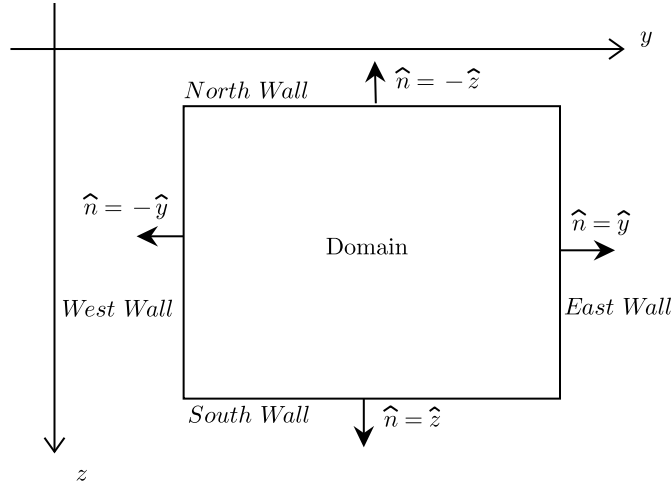 y
n̂ = −ẑ
North Wall
n̂ = −ŷ
n̂ = ŷ
Domain
West Wall
East Wall
South Wall
n̂ = ẑ
z